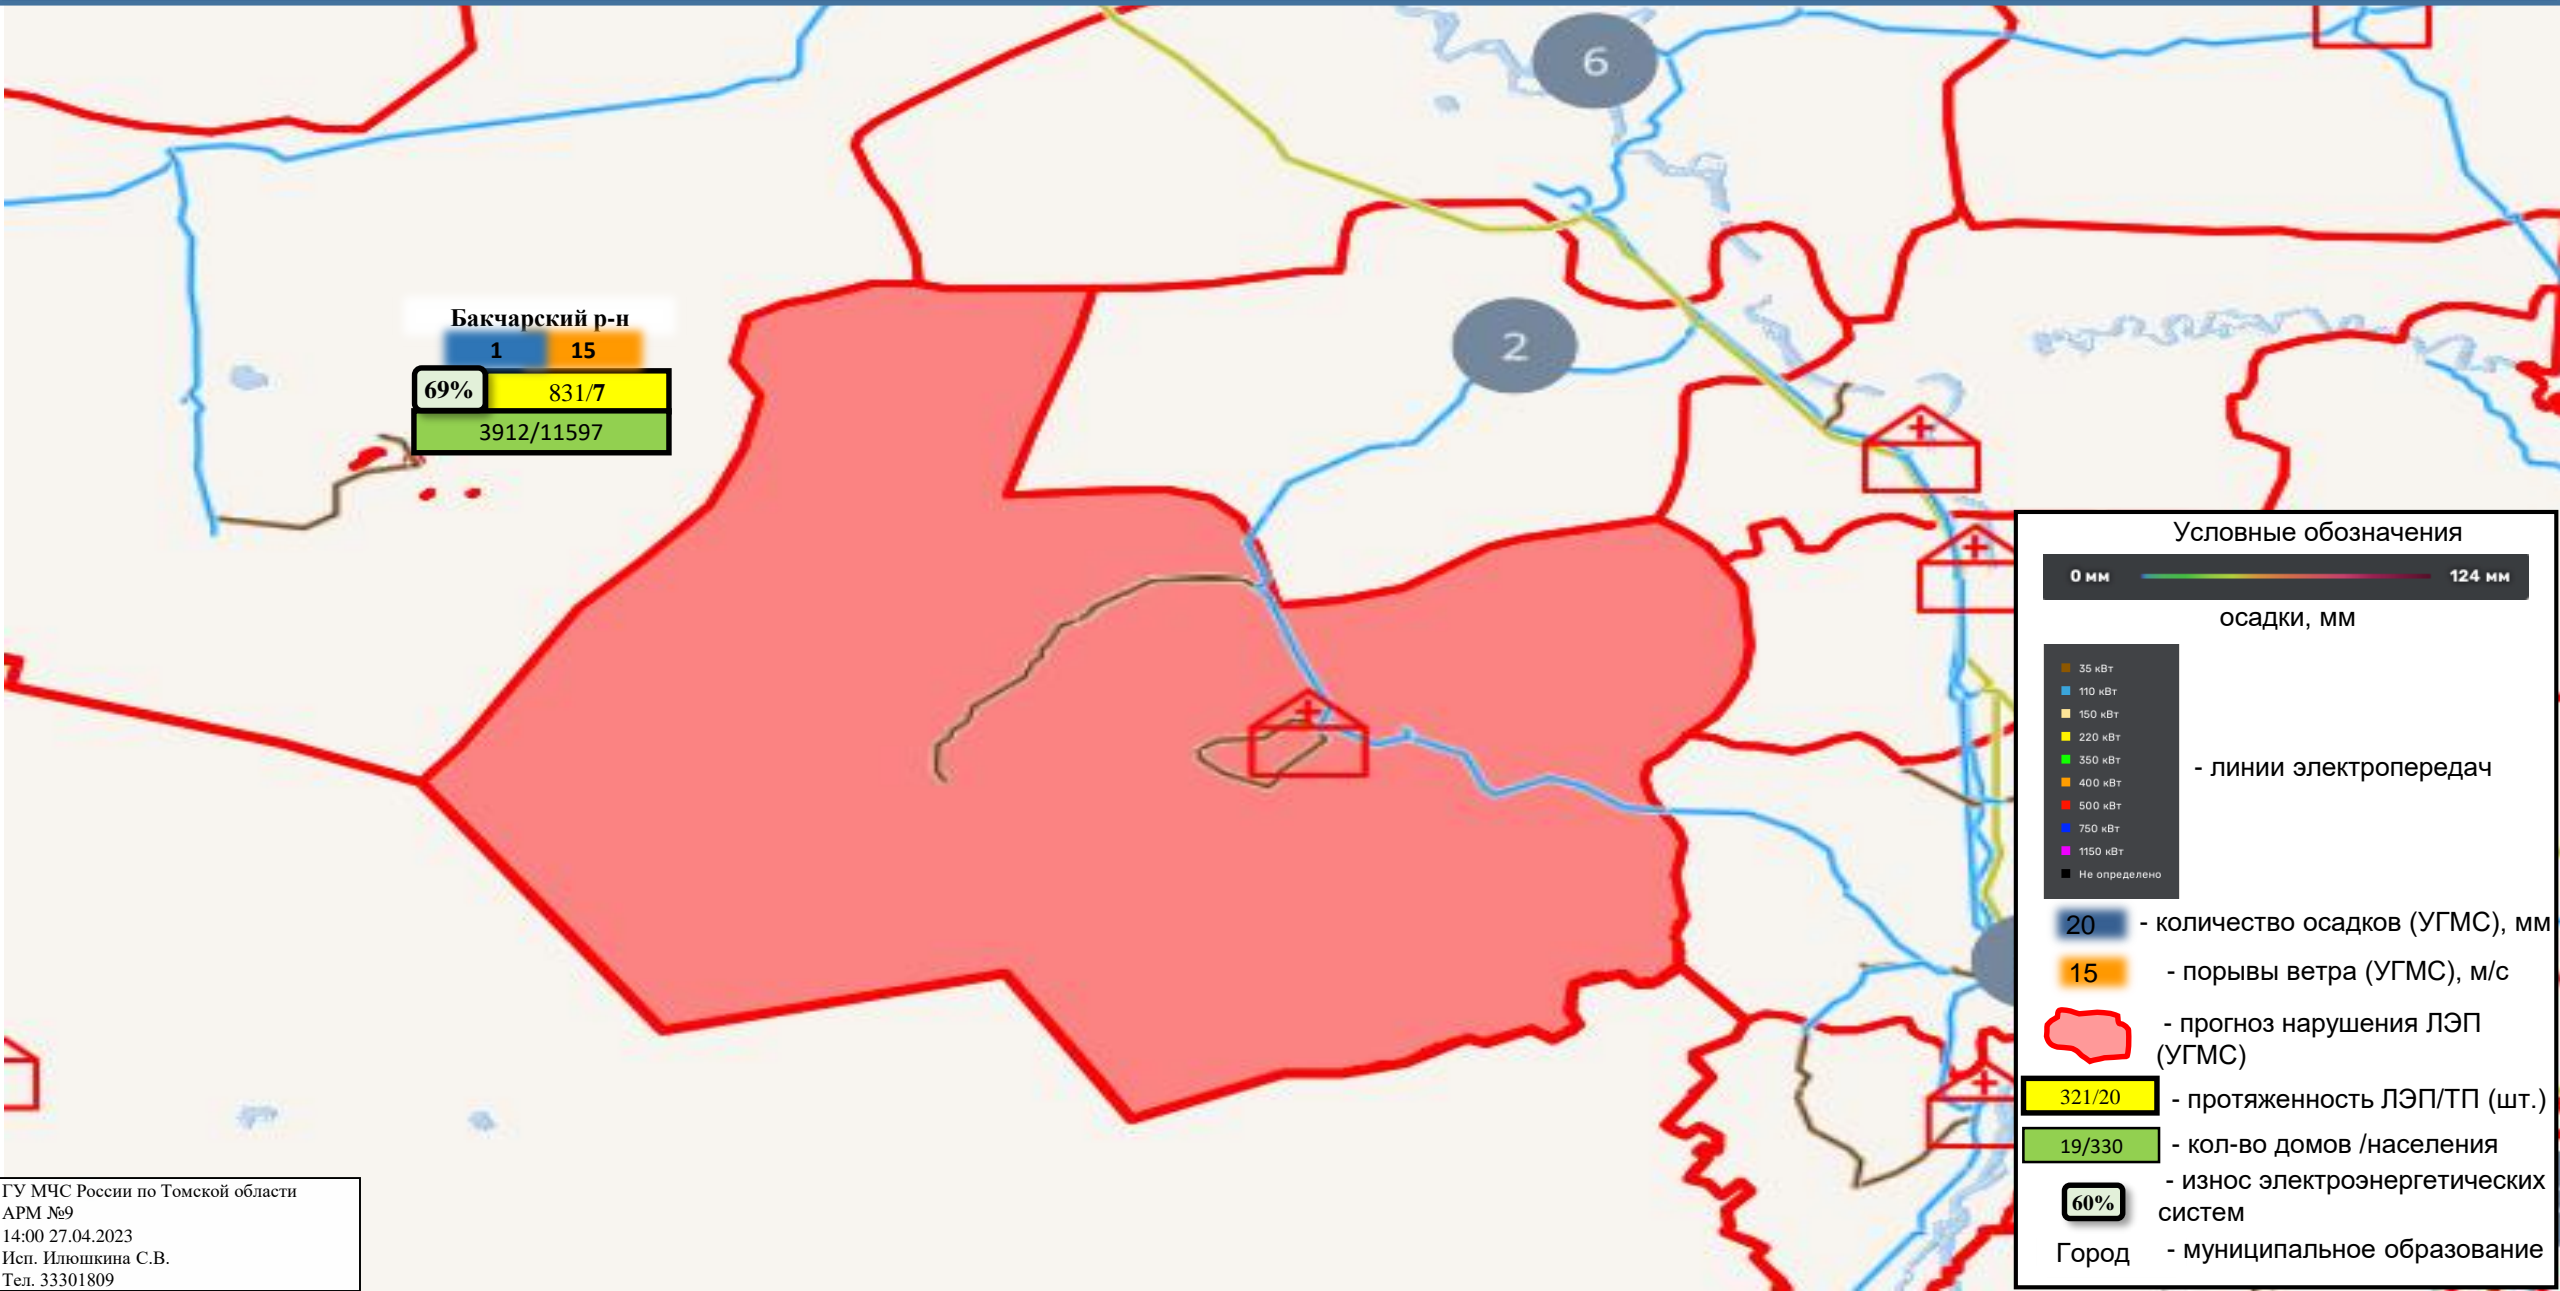 6
2
Бакчарский р-н
1 15
69% 831/7
3912/11597
Условные обозначения
0 мм 124 мм
осадки, мм
35 кВт
110 кВт
150 кВт
220 кВт
350 кВт
400 кВт
500 кВт
750 кВт
1150 кВт
Не определено
- линии электропередач
20 - количество осадков (УГМС), мм
15 - порывы ветра (УГМС), м/с
- прогноз нарушения ЛЭП
(УГМС)
321/20 - протяженность ЛЭП/ТП (шт.)
19/330 - кол-во домов /населения
60% - износ электроэнергетических
систем
Город - муниципальное образование
ГУ МЧС России по Томской области
АРМ №9
14:00 27.04.2023
Исп. Илюшкина С.В.
Тел. 33301809